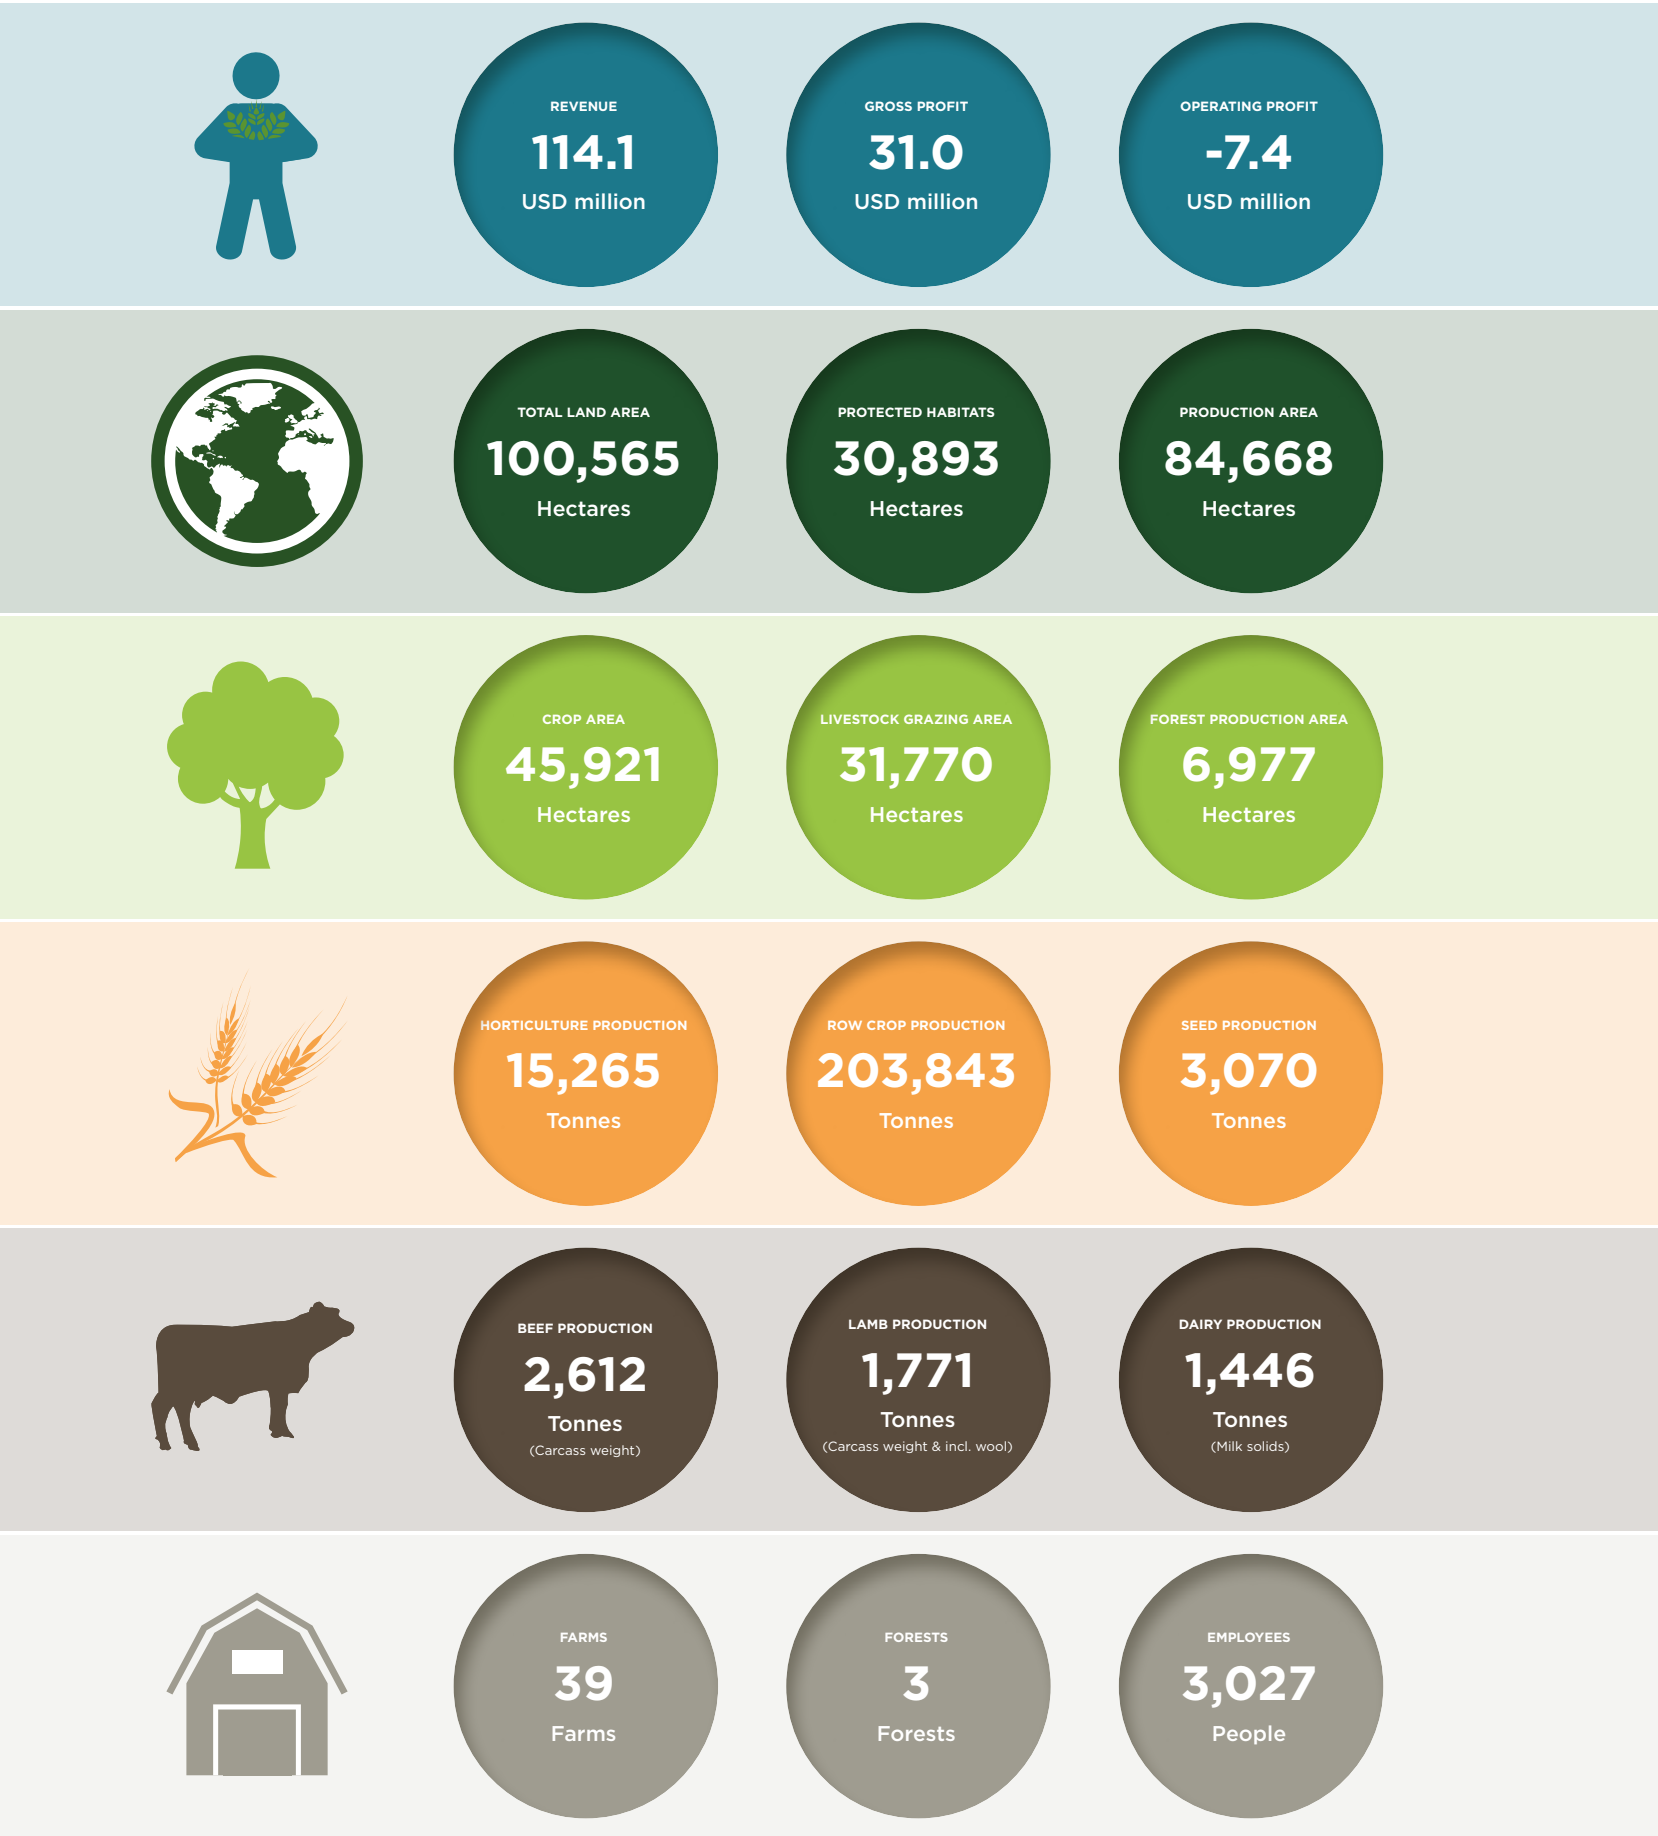 REVENUE
114.1
USD million
GROSS PROFIT
31.0
USD million
OPERATING PROFIT
-7.4
USD million
TOTAL LAND AREA
100,565
Hectares
PROTECTED HABITATS
30,893
Hectares
PRODUCTION AREA
84,668
Hectares
CROP AREA
45,921
Hectares
LIVESTOCK GRAZING AREA
31,770
Hectares
FOREST PRODUCTION AREA
6,977
Hectares
HORTICULTURE PRODUCTION
15,265
Tonnes
ROW CROP PRODUCTION
203,843
Tonnes
SEED PRODUCTION
3,070
Tonnes
BEEF PRODUCTION
2,612
Tonnes
(Carcass weight)
LAMB PRODUCTION
1,771
Tonnes
(Carcass weight & incl. wool)
DAIRY PRODUCTION
1,446
Tonnes
(Milk solids)
FARMS
39
Farms
FORESTS
3
Forests
EMPLOYEES
3,027
People